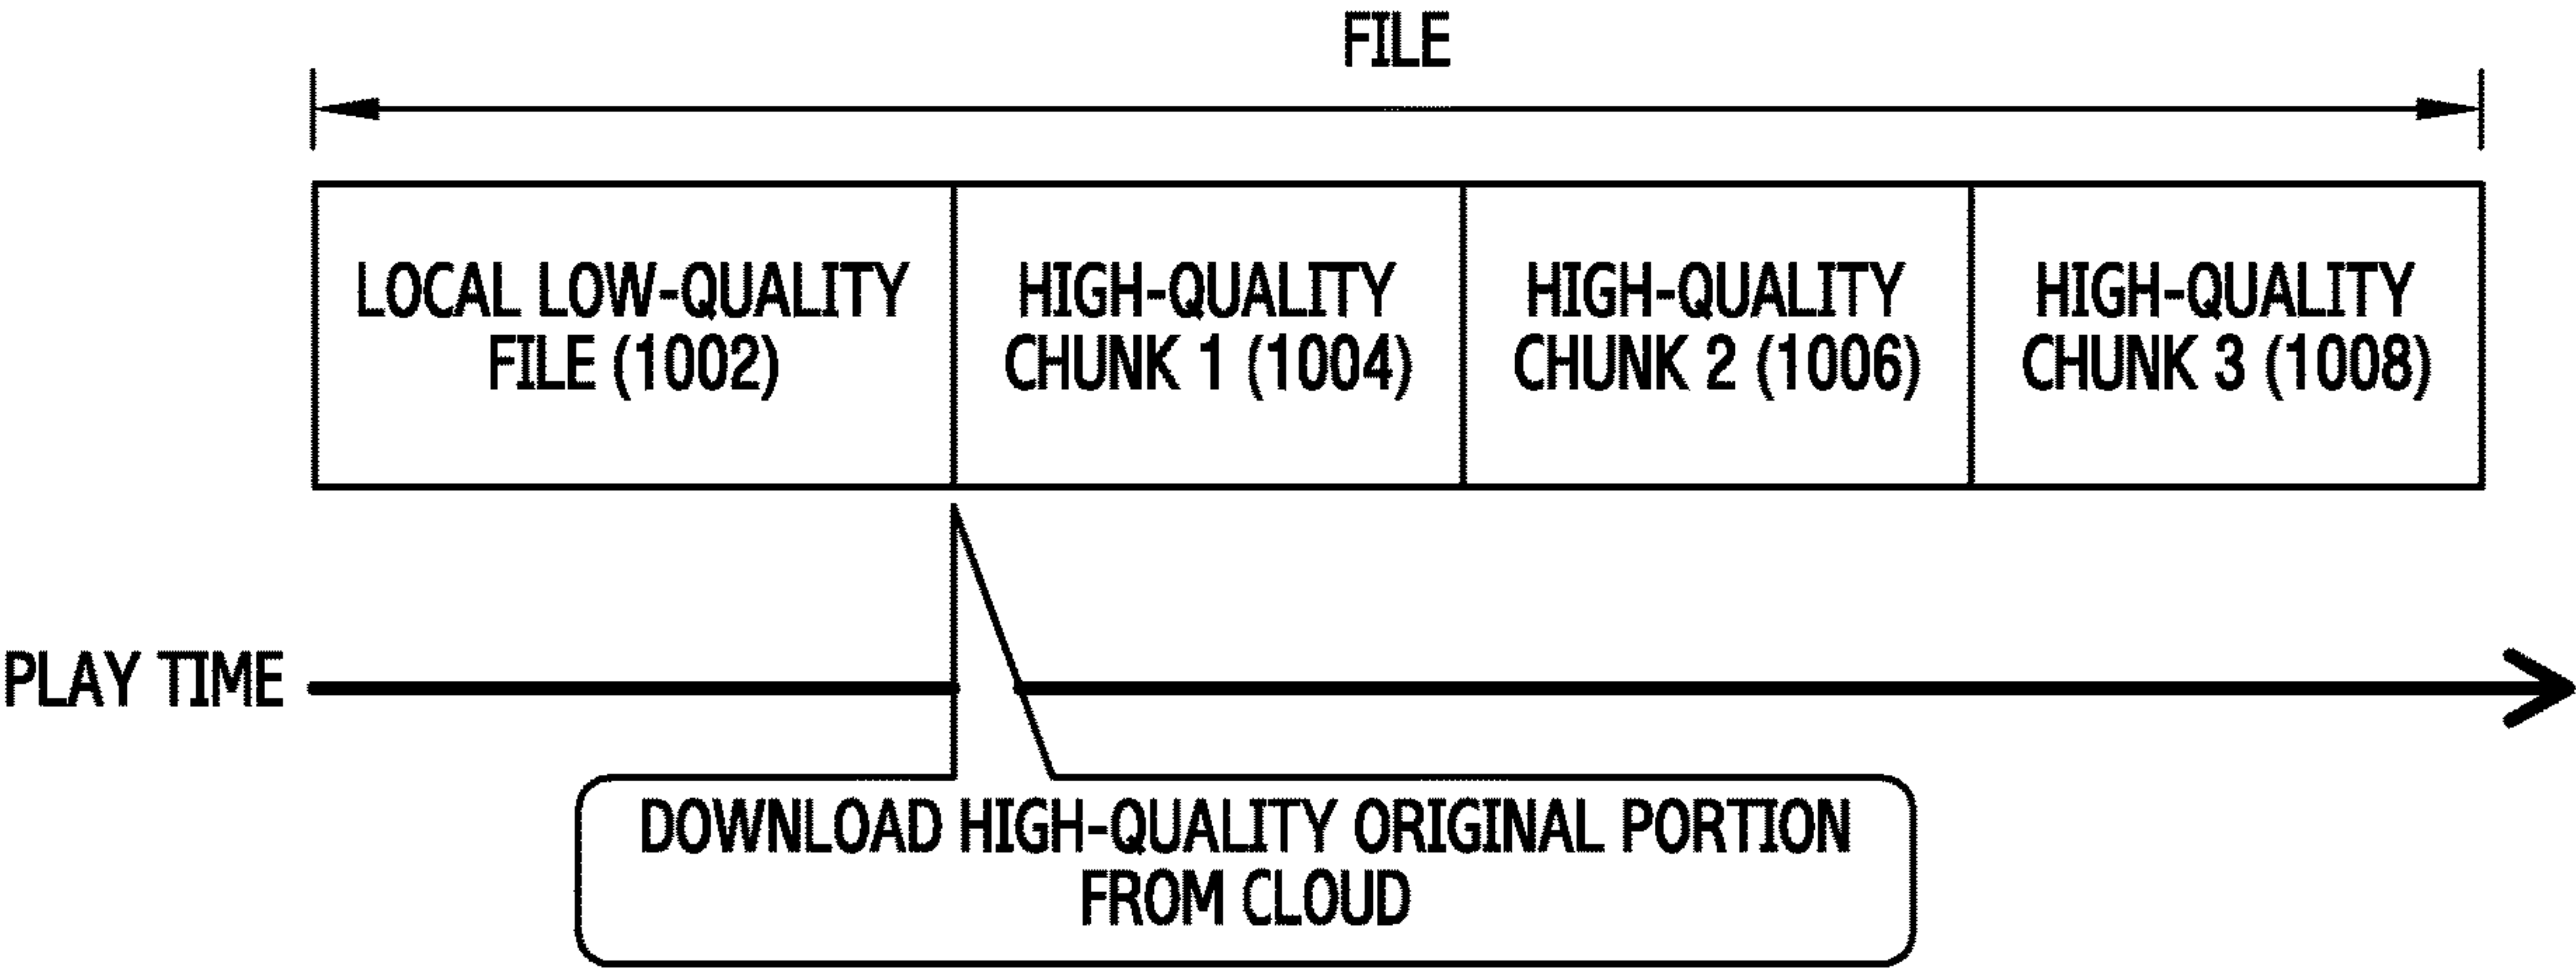 FILE
LOCAL LOW-QUALITY
FILE (1002)
HIGH-QUALITY
CHUNK 1 (1004)
HIGH-QUALITY
CHUNK 2 (1006)
HIGH-QUALITY
CHUNK 3 (1008)
PLAY TIME
DOWNLOAD HIGH-QUALITY ORIGINAL PORTION
FROM CLOUD